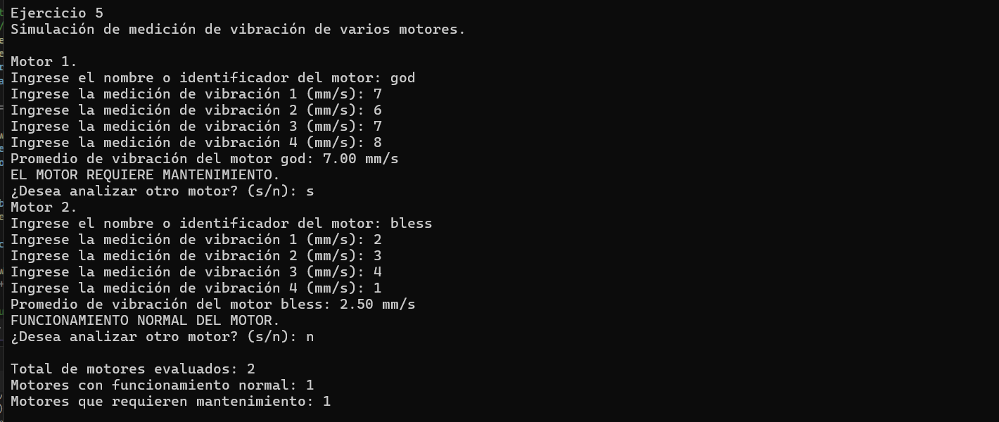 Ejercicio 5
Simulación de medición de vibración de varios motores.
Motor 1.
Ingrese el nombre o identificador del motor: god
Ingrese la medición de vibración 1 (mm/s): 7
Ingrese la medición de vibración 2 (mm/s): 6
Ingrese la medición de vibración 3 (mm/s): 7
Ingrese la medición de vibración 4 (mm/s): 8
Promedio de vibración del motor god: 7.00 mm/s
EL MOTOR REQUIERE MANTENIMIENTO.
¿Desea analizar otro motor? (s/n): s
Motor 2.
Ingrese el nombre o identificador del motor: bless
Ingrese la medición de vibración 1 (mm/s): 2
Ingrese la medición de vibración 2 (mm/s): 3
Ingrese la medición de vibración 3 (mm/s): 4
Ingrese la medición de vibración 4 (mm/s): 1
Promedio de vibración del motor bless: 2.50 mm/s
FUNCIONAMIENTO NORMAL DEL MOTOR.
¿Desea analizar otro motor? (s/n): n
Total de motores evaluados: 2
Motores con funcionamiento normal: 1
Motores que requieren mantenimiento: 1